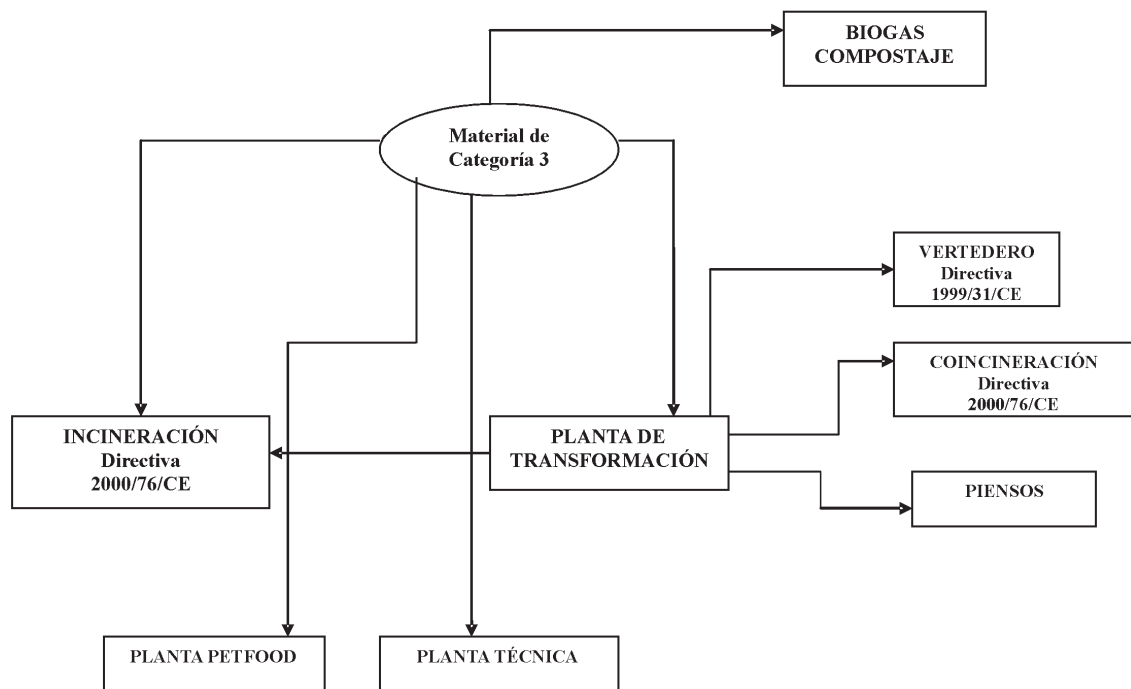 BIOGAS
COMPOSTAJE
Material de
Categoría 3
VERTEDERO
Directiva
1999/31/CE
COINCINERACIÓN
Directiva
2000/76/CE
INCINERACIÓN
Directiva
2000/76/CE
PLANTA DE
TRANSFORMACIÓN
PIENSOS
PLANTA PETFOOD
PLANTA TÉCNICA